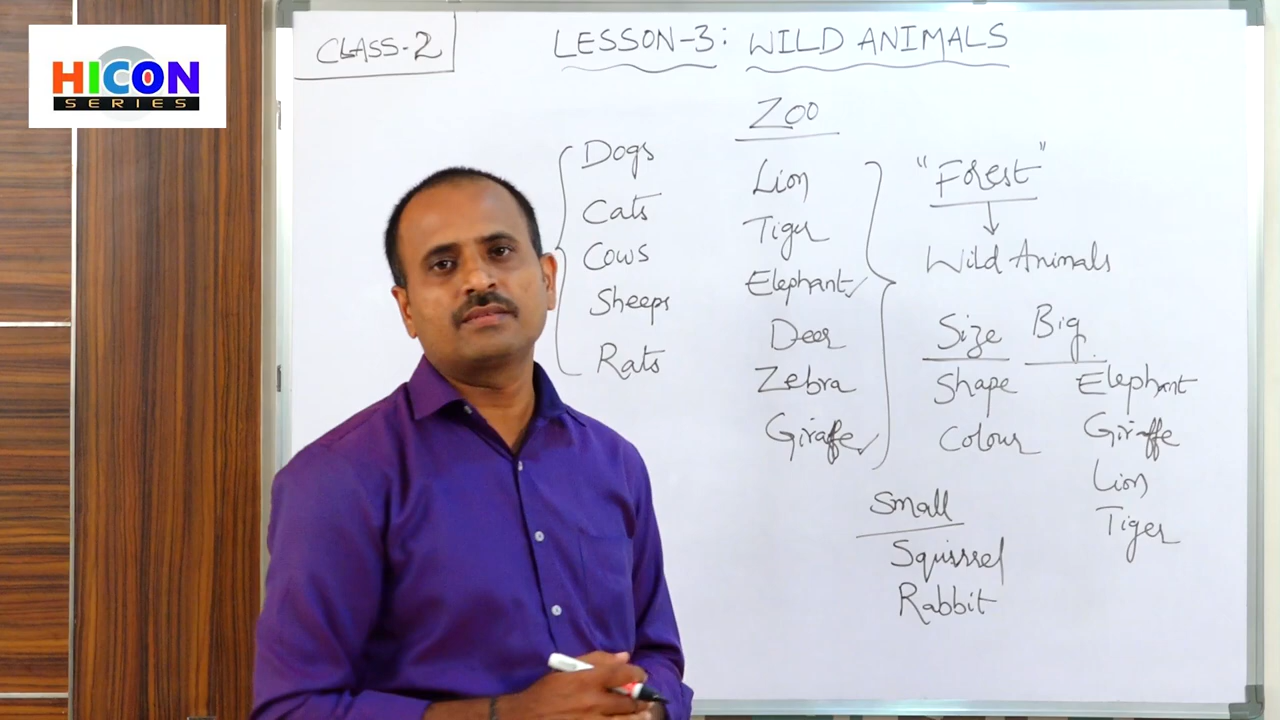 HICON
SERIES
CLASS-2
LESSON-3: WILD ANIMALS
Dogs
Cats
Cows
Sheeps
Rats
Zoo
Lion
Tiger
Elephant
Deer
Zebra
Giraffe
"Forest"
Wild Animals
Size
Shape
Colour
Big
Elephant
Giraffe
Lion
Tiger
Small
Squirrel
Rabbit